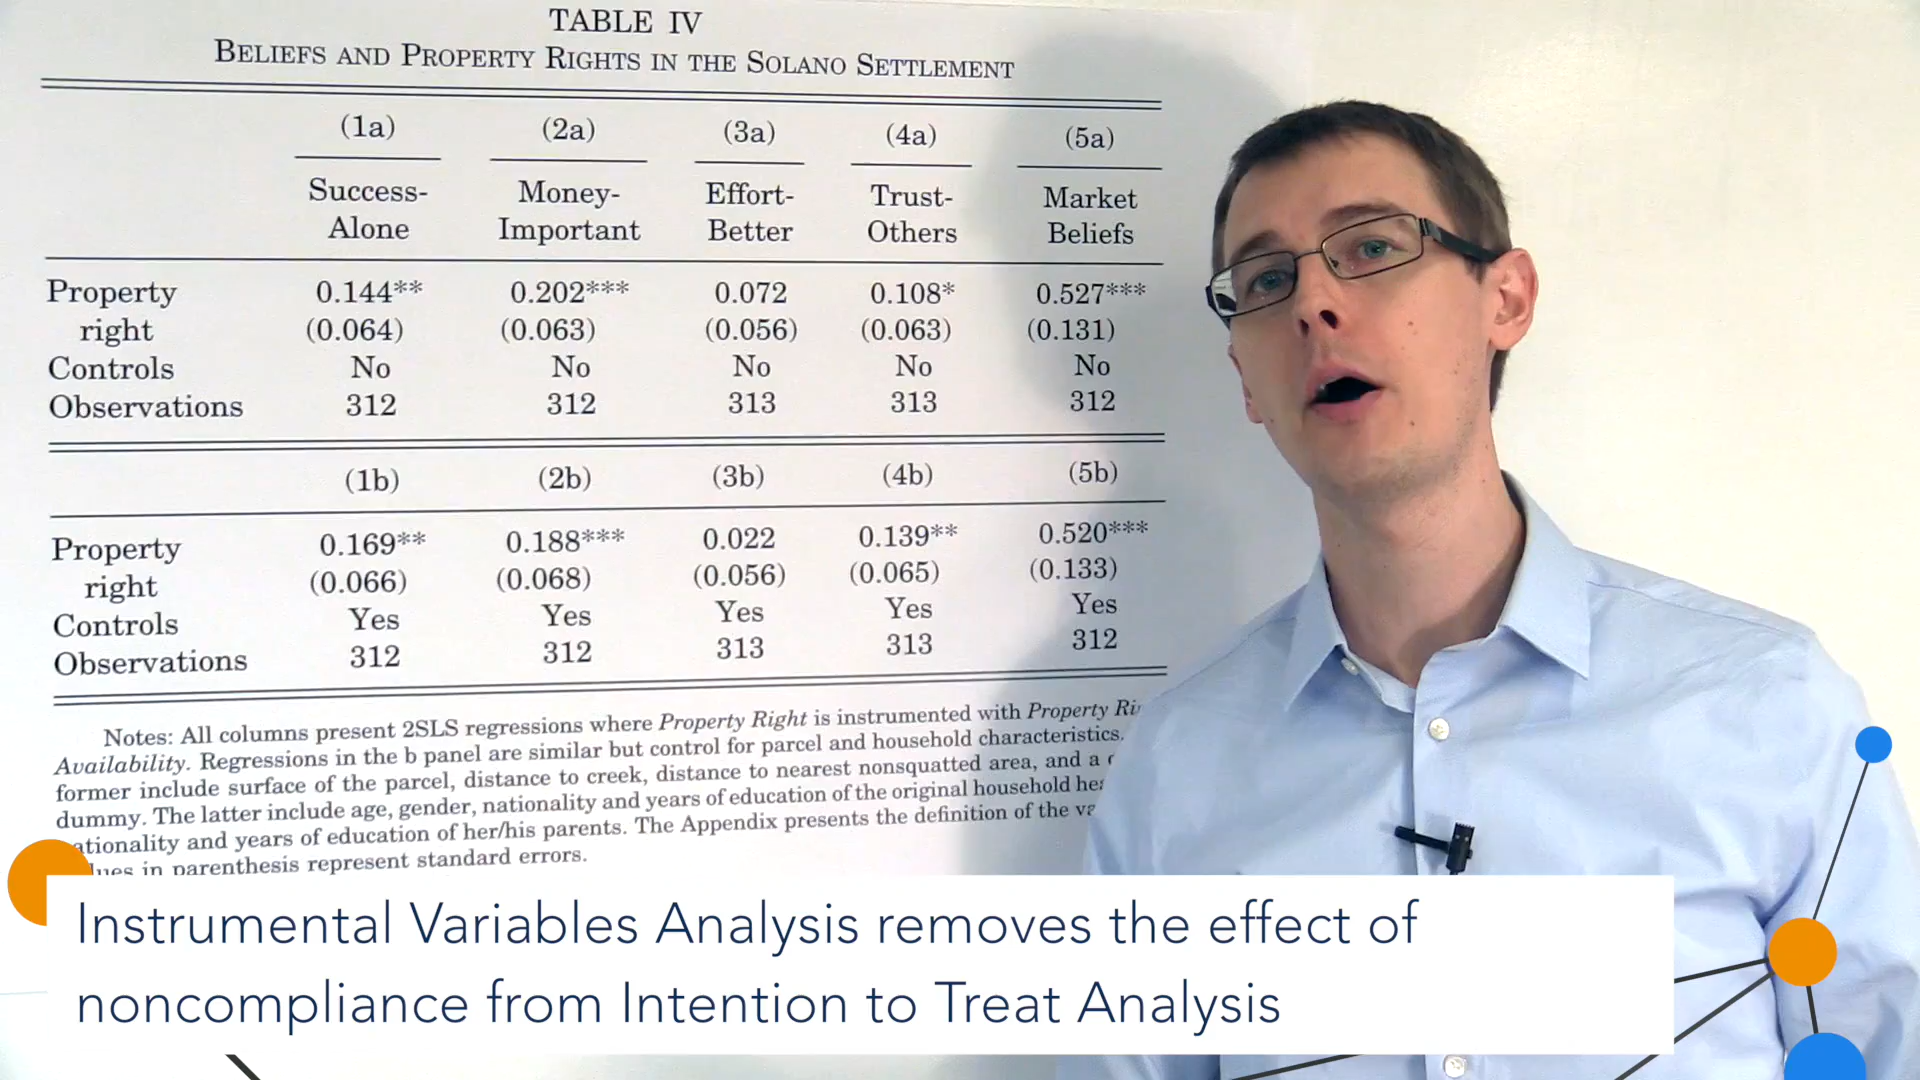 TABLE IV
BELIEFS AND PROPERTY RIGHTS IN THE SOLANO SETTLEMENT
(1a) (2a) (3a) (4a) (5a)
Success- Money- Effort- Trust- Market
Alone Important Better Others Beliefs
Property 0.144** 0.202*** 0.072 0.108* 0.527***
right (0.064) (0.063) (0.056) (0.063) (0.131)
Controls No No No No No
Observations 312 312 313 313 312
(1b) (2b) (3b) (4b) (5b)
Property 0.169** 0.188*** 0.022 0.139** 0.520***
right (0.066) (0.068) (0.056) (0.065) (0.133)
Controls Yes Yes Yes Yes Yes
Observations 312 312 313 313 312
Notes: All columns present 2SLS regressions where Property Right is instrumented with Property
Availability. Regressions in the b panel are similar but control for parcel and household characteristics.
former include surface of the parcel, distance to creek, distance to nearest nonsquatted area, and a
dummy. The latter include age, gender, nationality and years of education of the original household
ationality and years of education of her/his parents. The Appendix presents the definition of the
in parenthesis represent standard errors.
Instrumental Variables Analysis removes the effect of
noncompliance from Intention to Treat Analysis